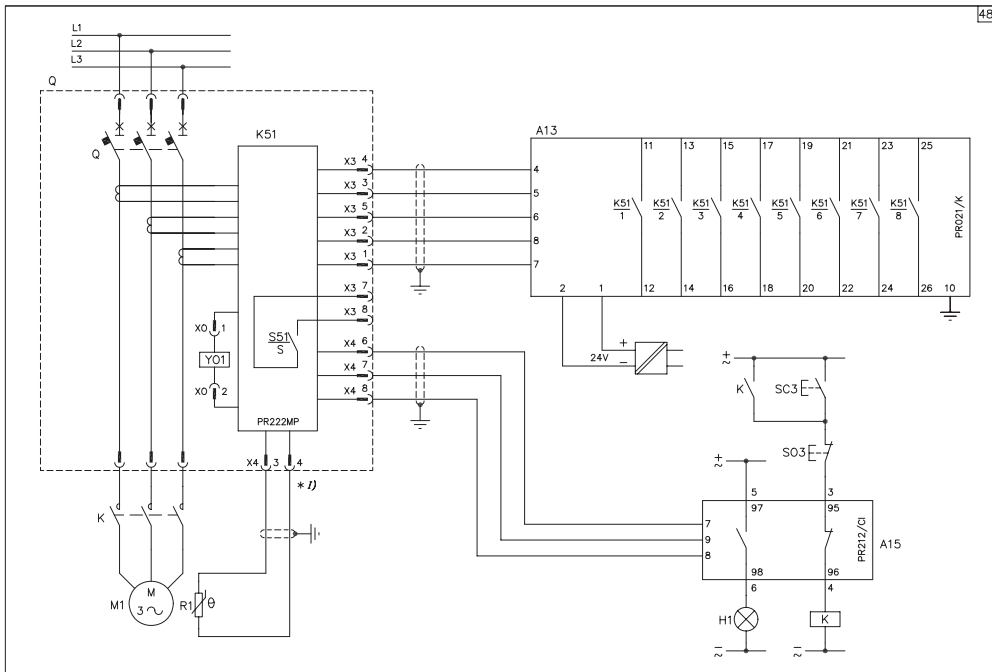 48
L1
L2
L3
Q
Q
K51
X3 4
X3 3
X3 5
X3 2
X3 1
X3 7
X3 8
X4 6
X4 7
X4 8
S51
S
X0 1
YO1
X0 2
PR222MP
X4 3 4
* 1)
K
M1
M
3 ~
R1 θ
A13
4
5
6
8
7
11 13 15 17 19 21 23 25
K51 K51 K51 K51 K51 K51 K51 K51
1 2 3 4 5 6 7 8
PR021/K
2 1 12 14 16 18 20 22 24 26 10
24V + −
+
~
K SC3
SO3
+
~
5 3
97 95
7
9
8
PR212/CI
A15
98 96
6 4
H1
K
−
~
−
~